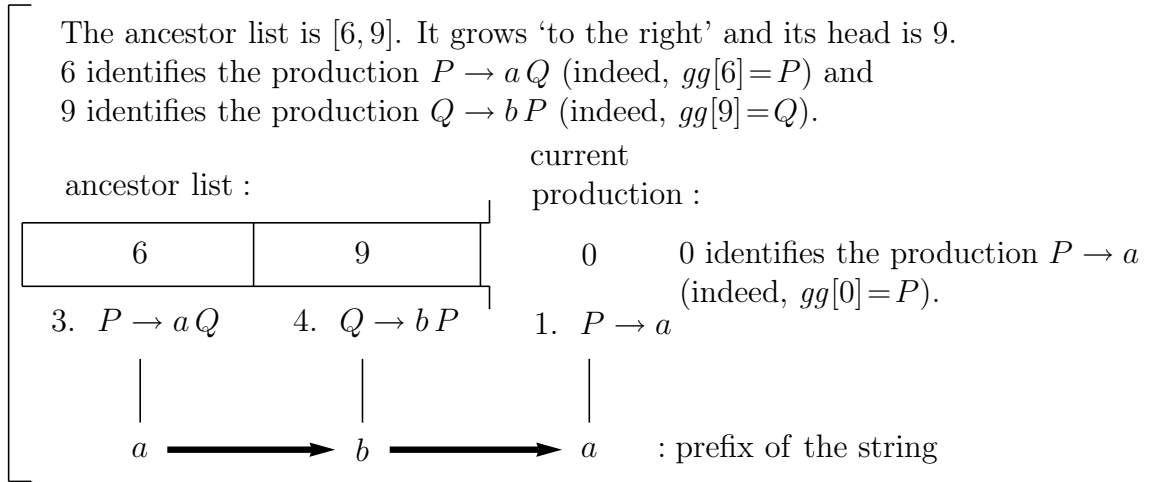 The ancestor list is [6, 9]. It grows ‘to the right’ and its head is 9.
6 identifies the production P → a Q (indeed, gg[6]=P) and
9 identifies the production Q → b P (indeed, gg[9]=Q).
current
ancestor list :
production :
6 9 0 0 identifies the production P → a
(indeed, gg[0]=P).
3. P → a Q 4. Q → b P 1. P → a
a b a : prefix of the string